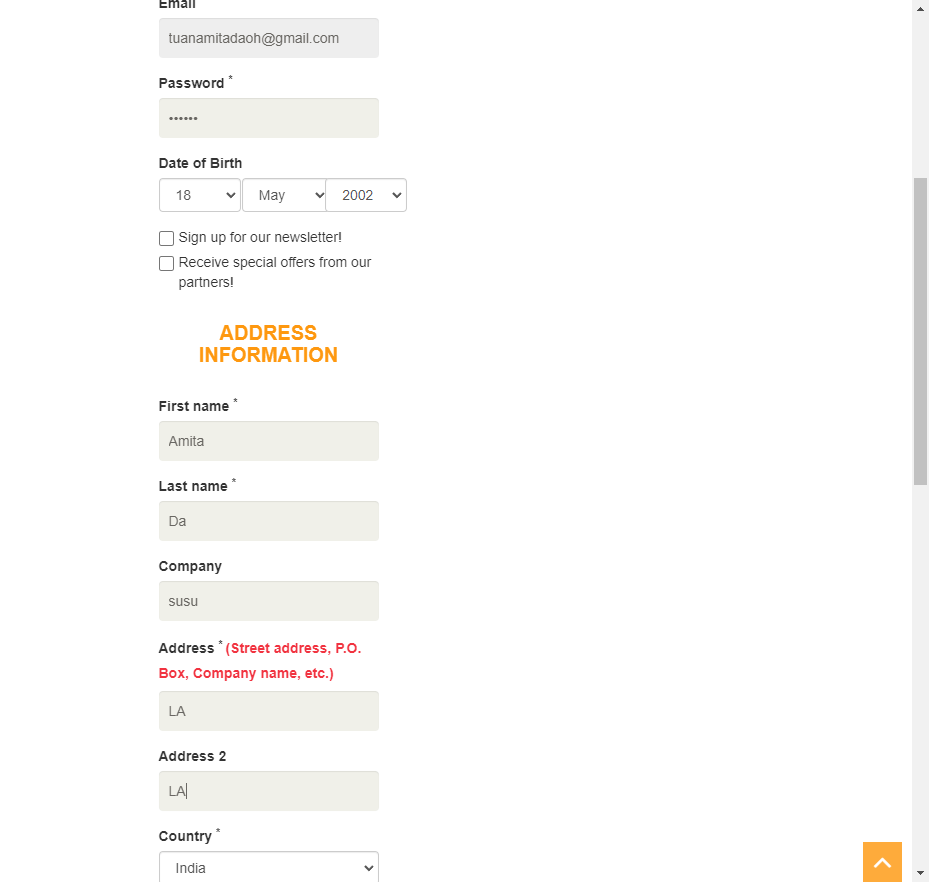 Email
tuanamitadaoh@gmail.com
Password *
••••••
Date of Birth
18 May 2002
Sign up for our newsletter!
Receive special offers from our
partners!
ADDRESS
INFORMATION
First name *
Amita
Last name *
Da
Company
susu
Address * (Street address, P.O.
Box, Company name, etc.)
LA
Address 2
LA
Country *
India